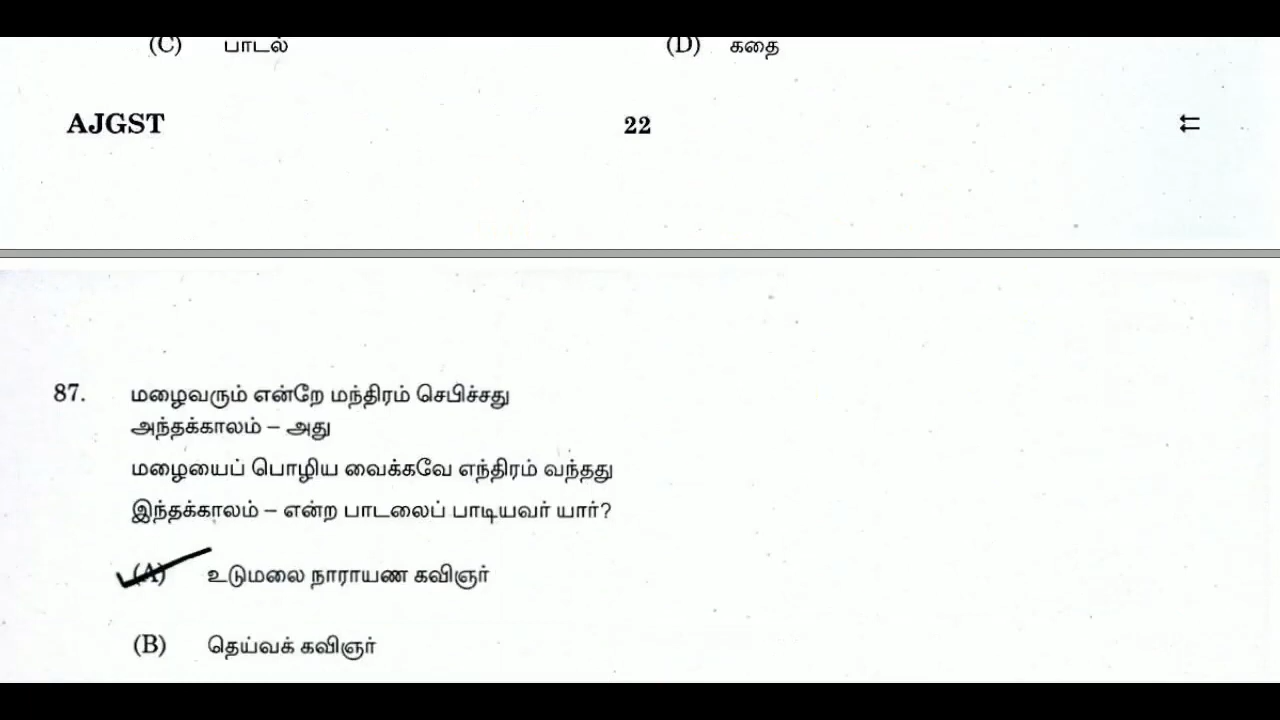 (C) பாடல் (D) கதை
AJGST 22
87. மழைவரும் என்றே மந்திரம் செபிச்சது
அந்தக்காலம் – அது
மழையைப் பொழிய வைக்கவே எந்திரம் வந்தது
இந்தக்காலம் – என்ற பாடலைப் பாடியவர் யார்?
(A) உடுமலை நாராயண கவிஞர்
(B) தெய்வக் கவிஞர்